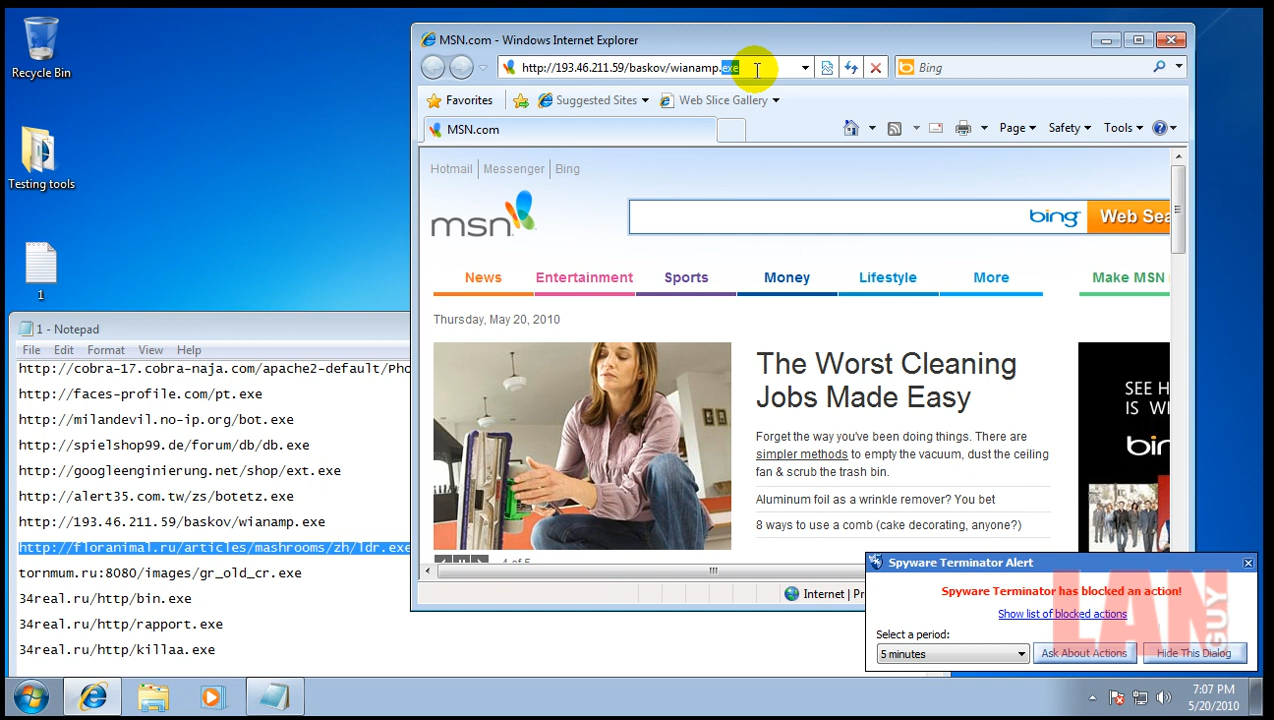 Recycle Bin
Testing tools
1
MSN.com - Windows Internet Explorer
http://193.46.211.59/baskov/wianamp.exe
Bing
Favorites
Suggested Sites
Web Slice Gallery
MSN.com
Page
Safety
Tools
Hotmail
Messenger
Bing
msn
bing
Web Sea
News
Entertainment
Sports
Money
Lifestyle
More
Make MSN
Thursday, May 20, 2010
The Worst Cleaning
Jobs Made Easy
Forget the way you've been doing things. There are
simpler methods to empty the vacuum, dust the ceiling
fan & scrub the trash bin.
Aluminum foil as a wrinkle remover? You bet
8 ways to use a comb (cake decorating, anyone?)
SEE H
IS W
bin
4 of 5
Internet | Pr
1 - Notepad
File
Edit
Format
View
Help
http://cobra-17.cobra-naja.com/apache2-default/Pho
http://faces-profile.com/pt.exe
http://milandevil.no-ip.org/bot.exe
http://spielshop99.de/forum/db/db.exe
http://googleenginierung.net/shop/ext.exe
http://alert35.com.tw/zs/botetz.exe
http://193.46.211.59/baskov/wianamp.exe
http://floranimal.ru/articles/mashrooms/zh/ldr.exe
tornmum.ru:8080/images/gr_old_cr.exe
34real.ru/http/bin.exe
34real.ru/http/rapport.exe
34real.ru/http/killaa.exe
Spyware Terminator Alert
Spyware Terminator has blocked an action!
Show list of blocked actions
Select a period:
5 minutes
Ask About Actions
Hide This Dialog
LAN
GUY
7:07 PM
5/20/2010